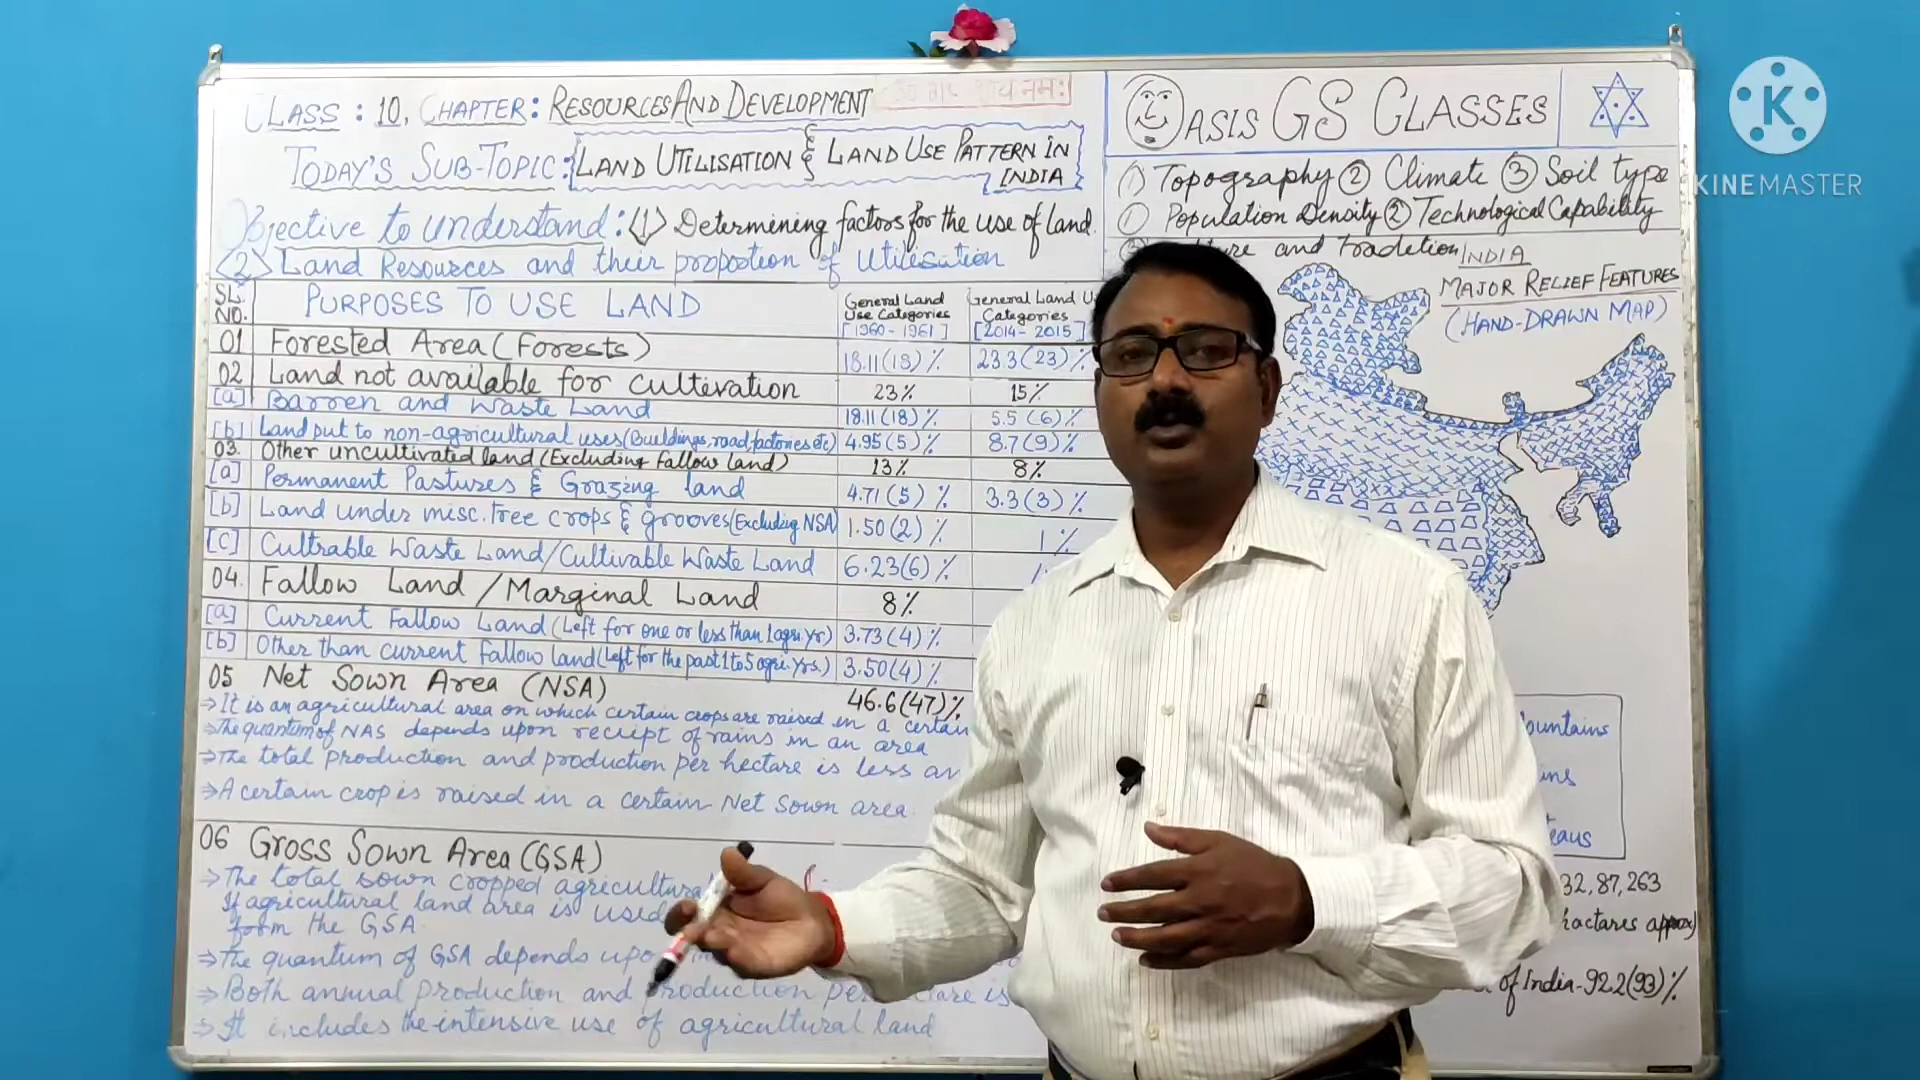 CLASS : 10, CHAPTER: RESOURCES AND DEVELOPMENT
TODAY'S SUB-TOPIC: LAND UTILISATION & LAND USE PATTERN IN INDIA
Objective to understand: (1) Determining factors for the use of land.
2 Land Resources and their proportion of Utilisation
SL. NO. PURPOSES TO USE LAND General Land Use Categories [1960-1961] General Land U Categories [2014-2015]
01 Forested Area (Forests) 18.11(18)% 23.3(23)%
02 Land not available for cultivation 23% 15%
[a] Barren and Waste Land 18.11(18)% 5.5(6)%
[b] Land put to non-agricultural uses (Buildings, road, factories etc) 4.95(5)% 8.7(9)%
03. Other uncultivated land (Excluding fallow land) 13% 8%
[a] Permanent Pastures & Grazing land 4.71(5)% 3.3(3)%
[b] Land under misc. tree crops & grooves (Excluding NSA) 1.50(2)% 1%
[c] Cultrable Waste Land/Cultivable Waste Land 6.23(6)%
04. Fallow Land /Marginal Land 8%
[a] Current Fallow Land (Left for one or less than 1 agri. yr) 3.73(4)%
[b] Other than current fallow land (Left for the past 1 to 5 agri. yrs.) 3.50(4)%
05 Net Sown Area (NSA) 46.6(47)%
⇒ It is an agricultural area on which certain crops are raised in a certain
⇒ The quantum of NAS depends upon reciipt of rains in an area
⇒ The total production and production per hectare is less
⇒ A certain crop is raised in a certain Net Sown area.
06 Gross Sown Area (GSA)
⇒ The total sown cropped agricultural
If agricultural land area is used
form the GSA
⇒ The quantum of GSA depends upo
⇒ Both annual production and production per is
⇒ It includes the intensive use of agricultural land
OASIS GS CLASSES
① Topography ② Climate ③ Soil type
① Population Density ② Technological Capability
and tradetion
INDIA
MAJOR RELIEF FEATURES
(HAND-DRAWN MAP)
32,87,263
hactares approx)
of India-92.2(93)%
K
KINEMASTER